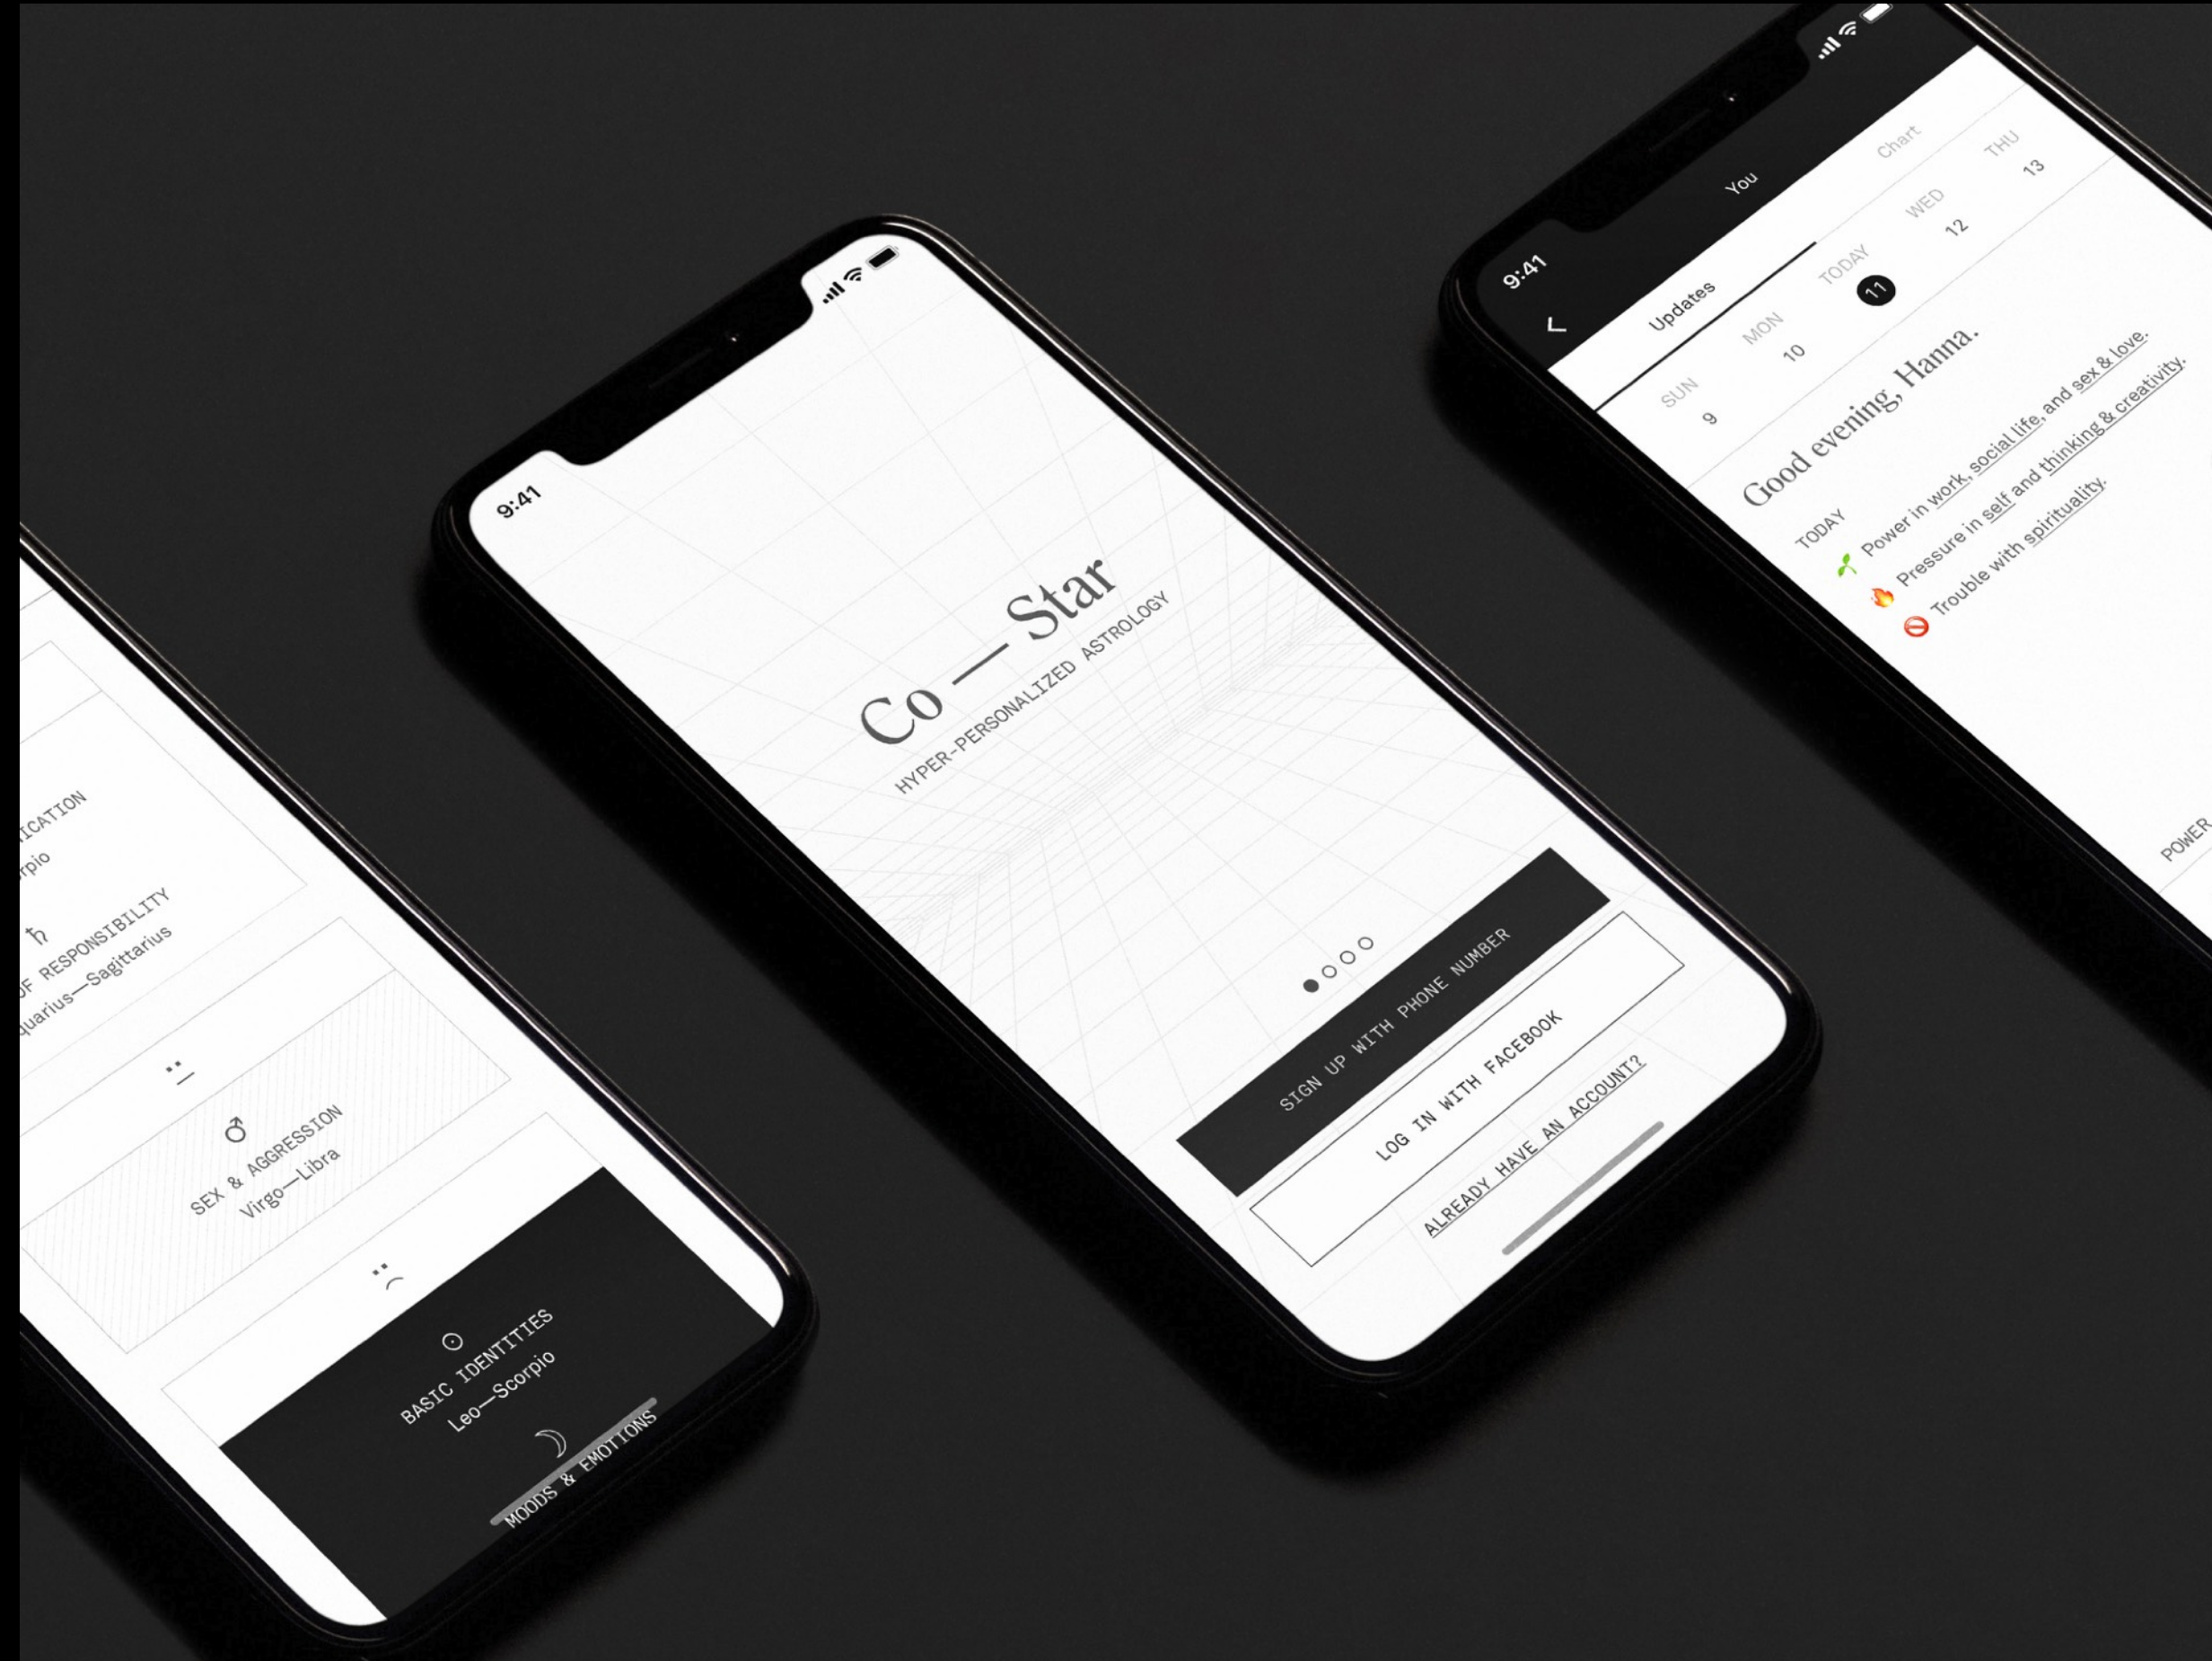 9:41
Co — Star
HYPER-PERSONALIZED ASTROLOGY
SIGN UP WITH PHONE NUMBER
LOG IN WITH FACEBOOK
ALREADY HAVE AN ACCOUNT?
OF RESPONSIBILITY
Sagittarius
SEX & AGGRESSION
Virgo—Libra
BASIC IDENTITIES
Leo—Scorpio
MOODS & EMOTIONS
9:41
You
Updates Chart
SUN MON TODAY WED THU
9 10 11 12 13
Good evening, Hanna.
TODAY
Power in work, social life, and sex & love.
Pressure in self and thinking & creativity.
Trouble with spirituality.
POWER